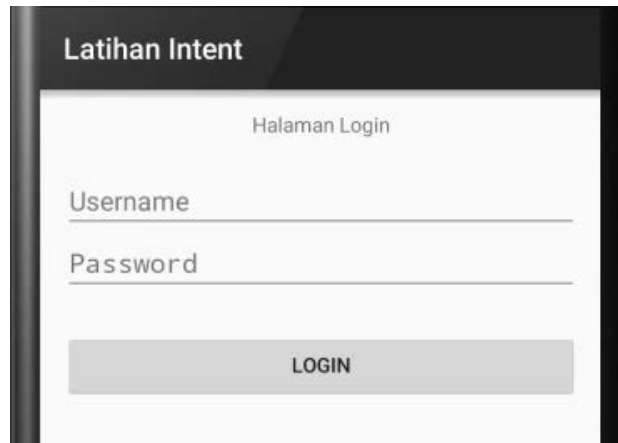 Latihan Intent
Halaman Login
Username
Password
LOGIN